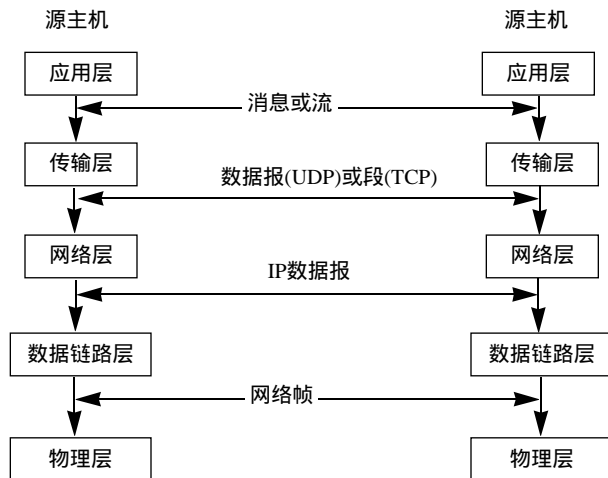 源主机
源主机
应用层
应用层
消息或流
传输层
传输层
数据报(UDP)或段(TCP)
网络层
网络层
IP数据报
数据链路层
数据链路层
网络帧
物理层
物理层